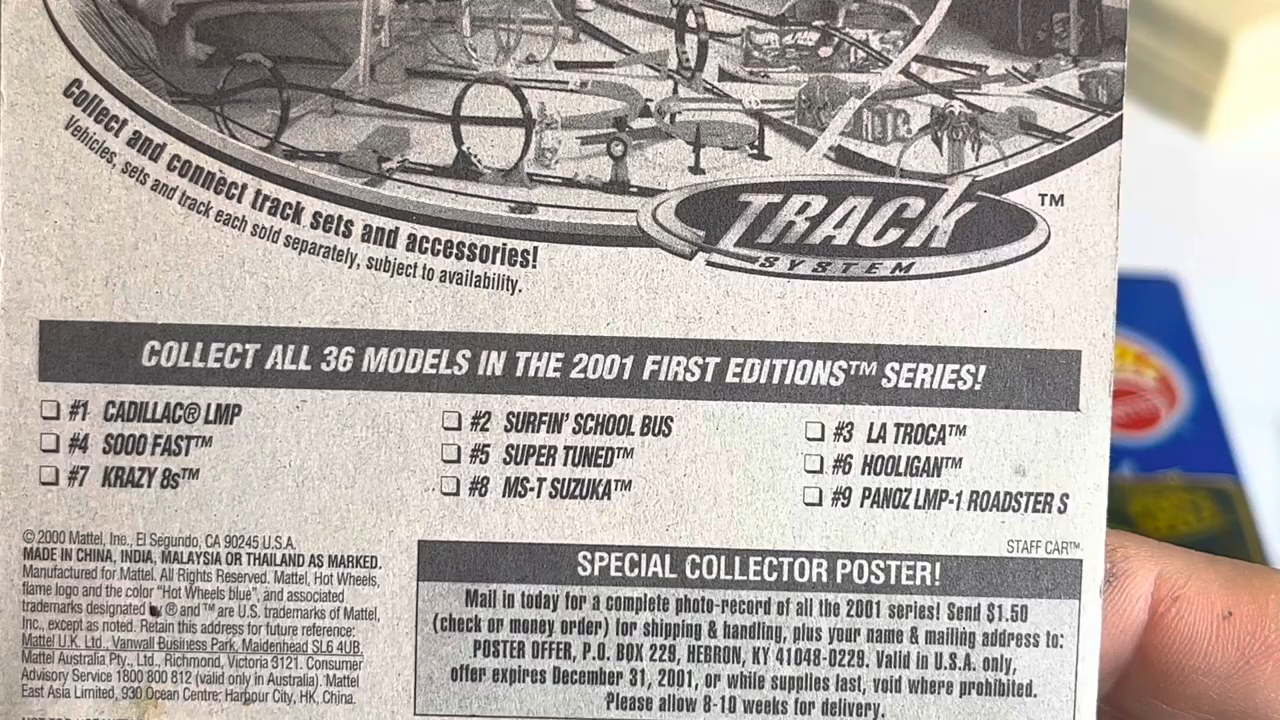 Collect and connect track sets and accessories!
Vehicles, sets and track each sold separately, subject to availability.
TRACK
SYSTEM
TM
COLLECT ALL 36 MODELS IN THE 2001 FIRST EDITIONS™ SERIES!
#1 CADILLAC® LMP
#2 SURFIN' SCHOOL BUS
#3 LA TROCA™
#4 SOOO FAST™
#5 SUPER TUNED™
#6 HOOLIGAN™
#7 KRAZY 8s™
#8 MS-T SUZUKA™
#9 PANOZ LMP-1 ROADSTER S
STAFF CAR™
© 2000 Mattel, Inc., El Segundo, CA 90245 U.S.A.
MADE IN CHINA, INDIA, MALAYSIA OR THAILAND AS MARKED.
Manufactured for Mattel. All Rights Reserved. Mattel, Hot Wheels,
flame logo and the color "Hot Wheels blue", and associated
trademarks designated by ® and ™ are U.S. trademarks of Mattel,
Inc., except as noted. Retain this address for future reference:
Mattel U.K. Ltd., Vanwall Business Park, Maidenhead SL6 4UB.
Mattel Australia Pty., Ltd., Richmond, Victoria 3121. Consumer
Advisory Service 1800 800 812 (valid only in Australia). Mattel
East Asia Limited, 930 Ocean Centre, Harbour City, HK, China.
SPECIAL COLLECTOR POSTER!
Mail in today for a complete photo-record of all the 2001 series! Send $1.50
(check or money order) for shipping & handling, plus your name & mailing address to:
POSTER OFFER, P.O. BOX 229, HEBRON, KY 41048-0229. Valid in U.S.A. only,
offer expires December 31, 2001, or while supplies last, void where prohibited.
Please allow 8-10 weeks for delivery.